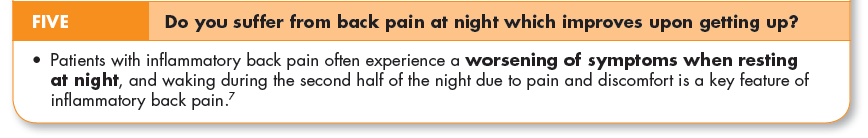 FIVE Do you suffer from back pain at night which improves upon getting up?
• Patients with inflammatory back pain often experience a worsening of symptoms when resting
at night, and waking during the second half of the night due to pain and discomfort is a key feature of
inflammatory back pain.7